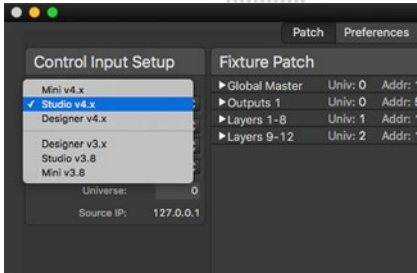 Patch Preferences
Control Input Setup
Mini v4.x
✓ Studio v4.x
Designer v4.x
Designer v3.x
Studio v3.8
Mini v3.8
Universe: 0
Source IP: 127.0.0.1
Fixture Patch
▶Global Master Univ: 0 Addr:
▶Outputs 1 Univ: 0 Addr:
▶Layers 1-8 Univ: 1 Addr:
▶Layers 9-12 Univ: 2 Addr: